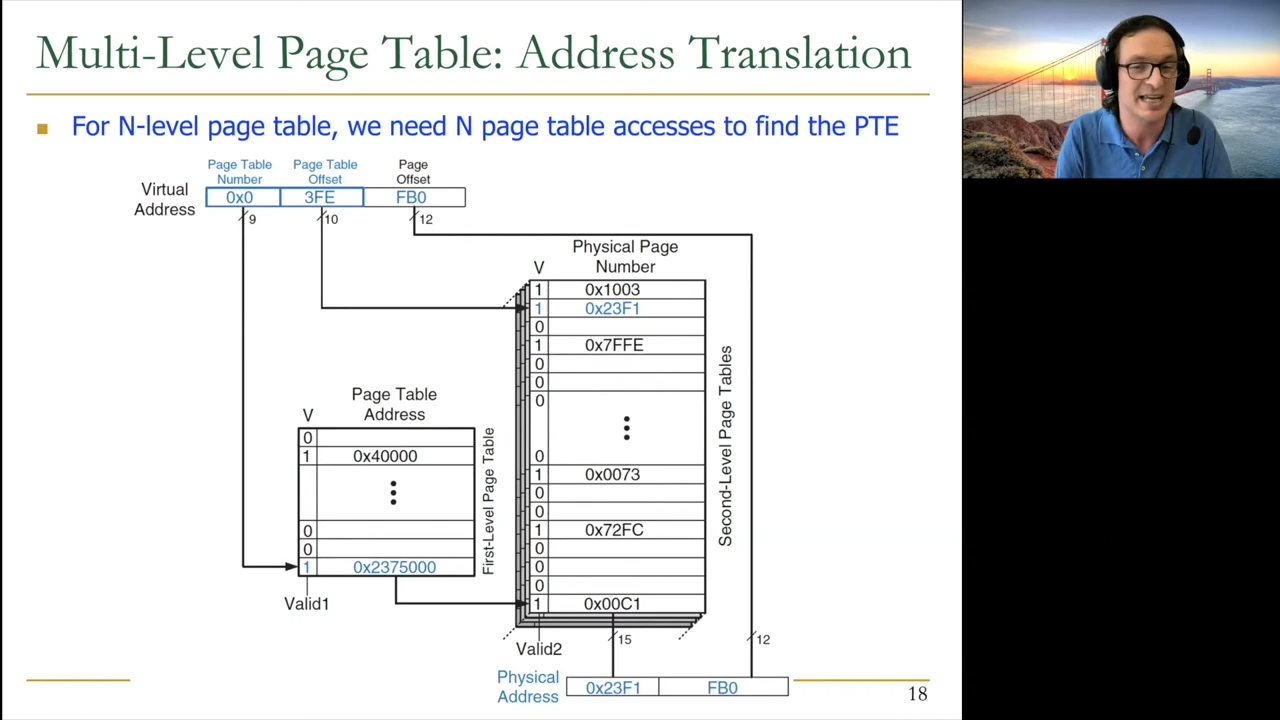 Multi-Level Page Table: Address Translation
For N-level page table, we need N page table accesses to find the PTE
Page Table Number
Page Table Offset
Page Offset
Virtual Address
0x0
3FE
FB0
9
10
12
Physical Page Number
V
1 0x1003
1 0x23F1
0
1 0x7FFE
0
0
0
0
1 0x0073
0
0
1 0x72FC
0
0
0
1 0x00C1
Second-Level Page Tables
Page Table Address
V
0
1 0x40000
0
0
1 0x2375000
First-Level Page Table
Valid1
Valid2
15
12
Physical Address
0x23F1
FB0
18